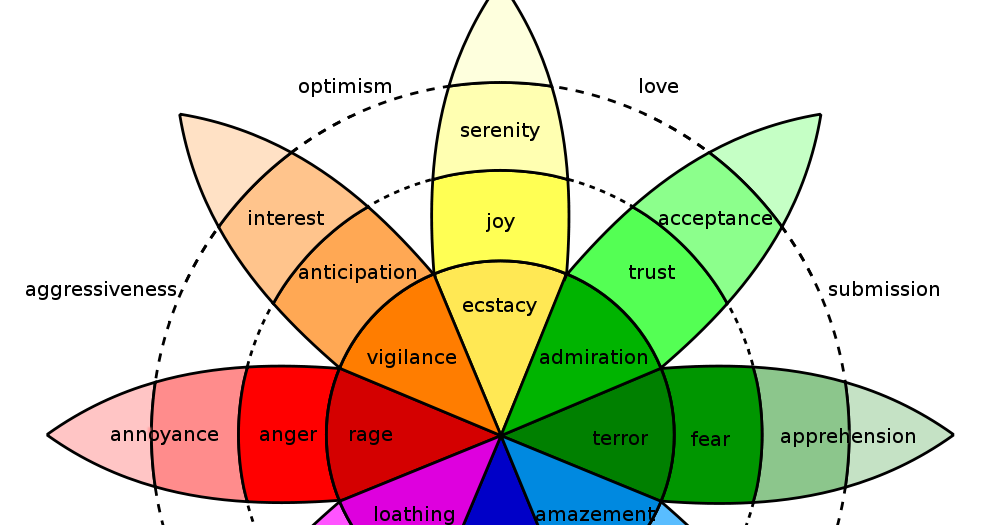 optimism
love
serenity
interest
joy
acceptance
anticipation
trust
aggressiveness
submission
ecstacy
vigilance
admiration
annoyance
anger
rage
terror
fear
apprehension
loathing
amazement